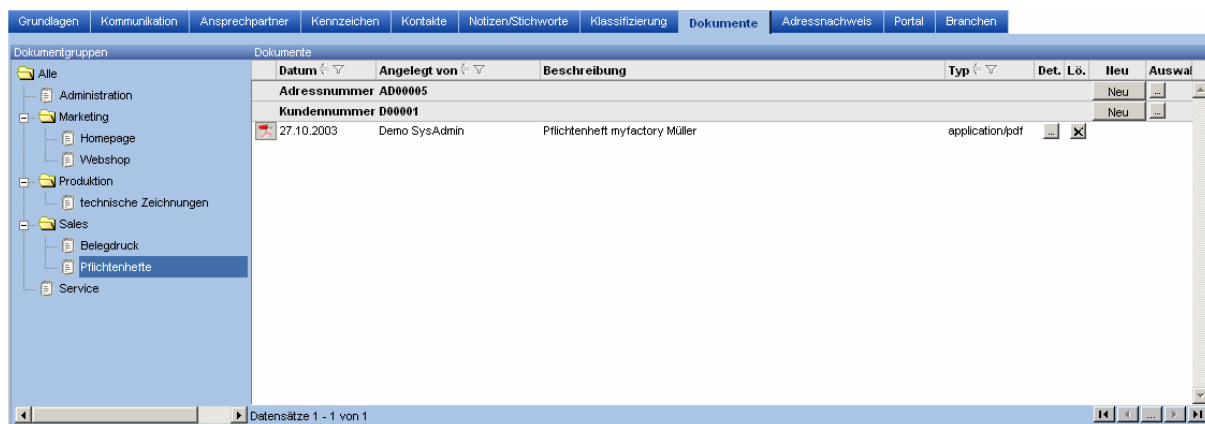 Grundlagen Kommunikation Ansprechpartner Kennzeichen Kontakte Notizen/Stichworte Klassifizierung Dokumente Adressnachweis Portal Branchen
Dokumentgruppen Dokumente
Alle
Administration
Marketing
Homepage
Webshop
Produktion
technische Zeichnungen
Sales
Belegdruck
Pflichtenhefte
Service
Datum Angelegt von Beschreibung Typ Det. Lö. Neu Auswal
Adressnummer AD00005 Neu ...
Kundennummer D00001 Neu ...
27.10.2003 Demo SysAdmin Pflichtenheft myfactory Müller application/pdf ...
Datensätze 1 - 1 von 1 ...